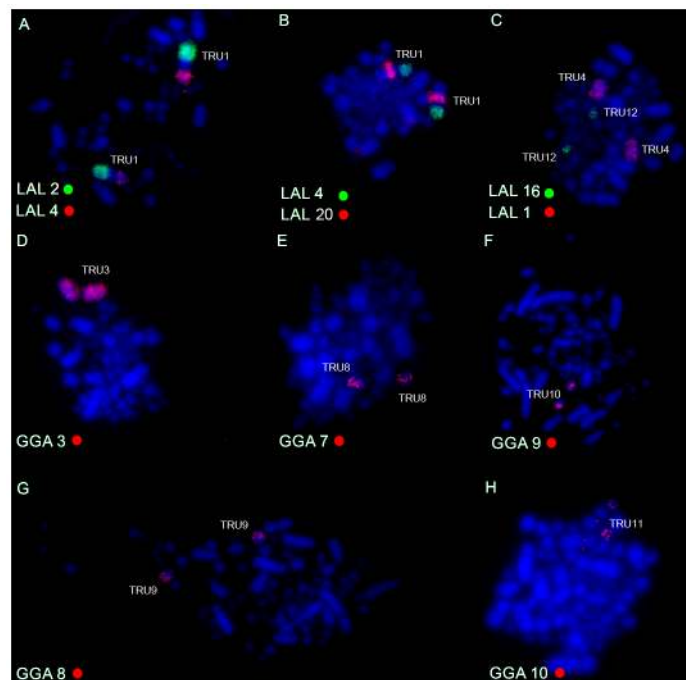 A
TRU1
TRU1
LAL 2
LAL 4
B
TRU1
TRU1
LAL 4
LAL 20
C
TRU4
TRU12
TRU12
TRU4
LAL 16
LAL 1
D
TRU3
GGA 3
E
TRU8
TRU8
GGA 7
F
TRU10
GGA 9
G
TRU9
TRU9
GGA 8
H
TRU11
GGA 10